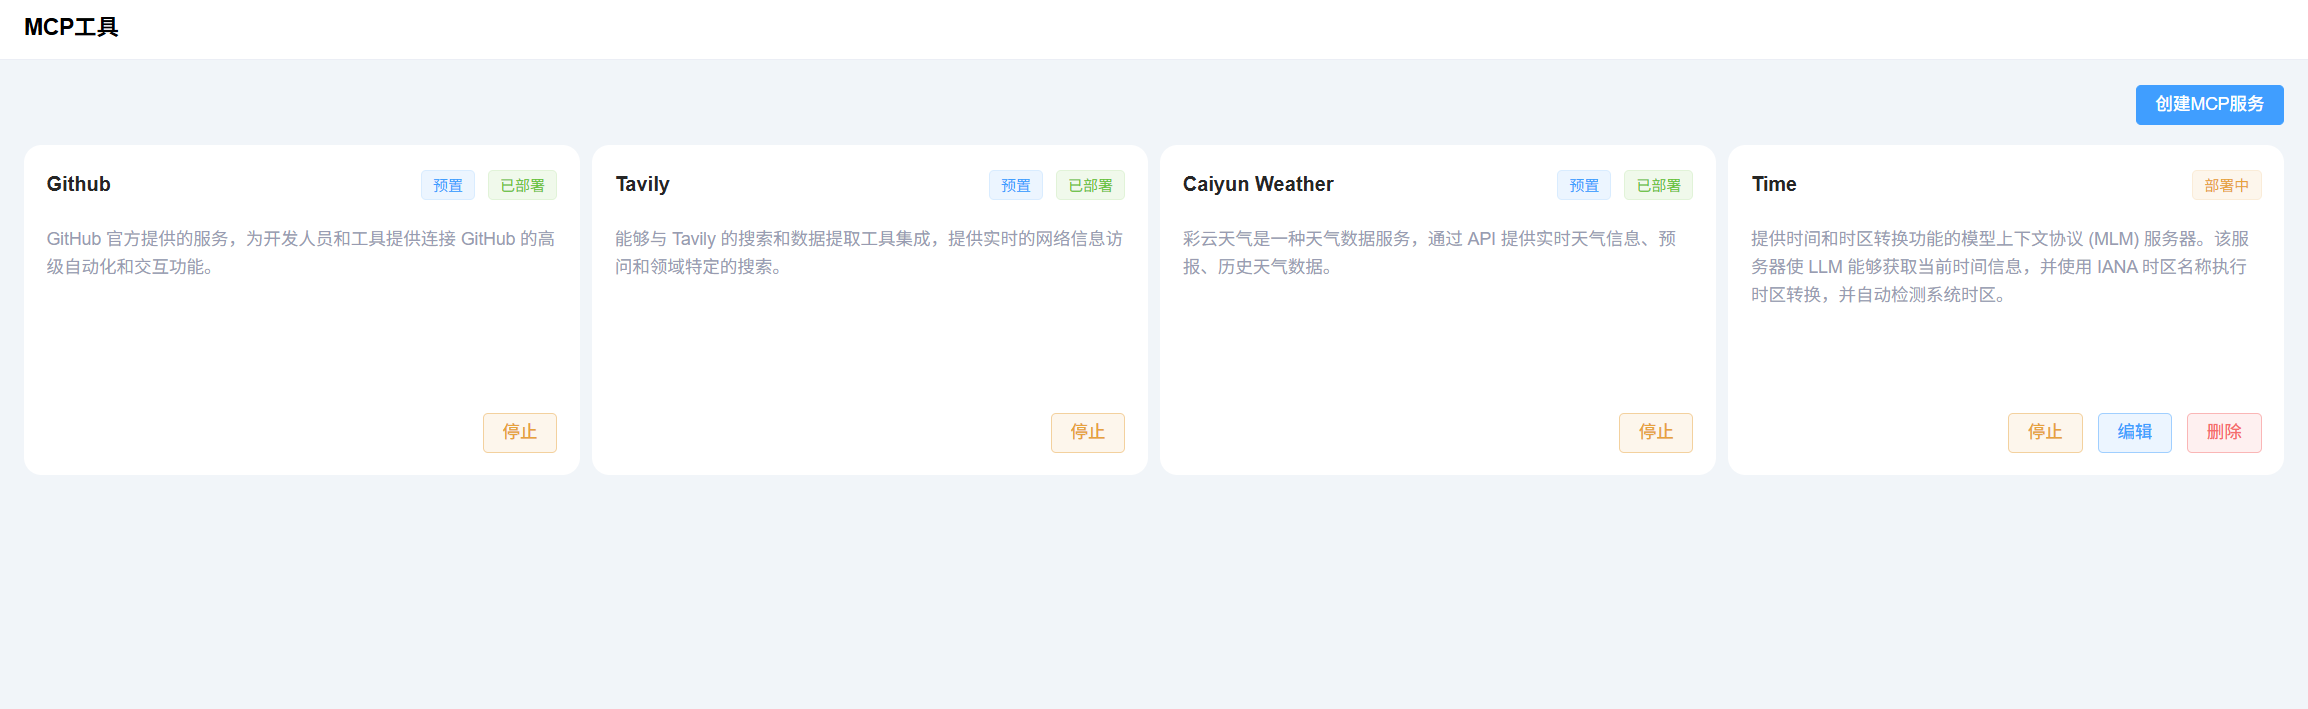 MCP工具
创建MCP服务
Github
预置
已部署
GitHub 官方提供的服务，为开发人员和工具提供连接 GitHub 的高
级自动化和交互功能。
停止
Tavily
预置
已部署
能够与 Tavily 的搜索和数据提取工具集成，提供实时的网络信息访
问和领域特定的搜索。
停止
Caiyun Weather
预置
已部署
彩云天气是一种天气数据服务，通过 API 提供实时天气信息、预
报、历史天气数据。
停止
Time
部署中
提供时间和时区转换功能的模型上下文协议 (MLM) 服务器。该服
务器使 LLM 能够获取当前时间信息，并使用 IANA 时区名称执行
时区转换，并自动检测系统时区。
停止
编辑
删除